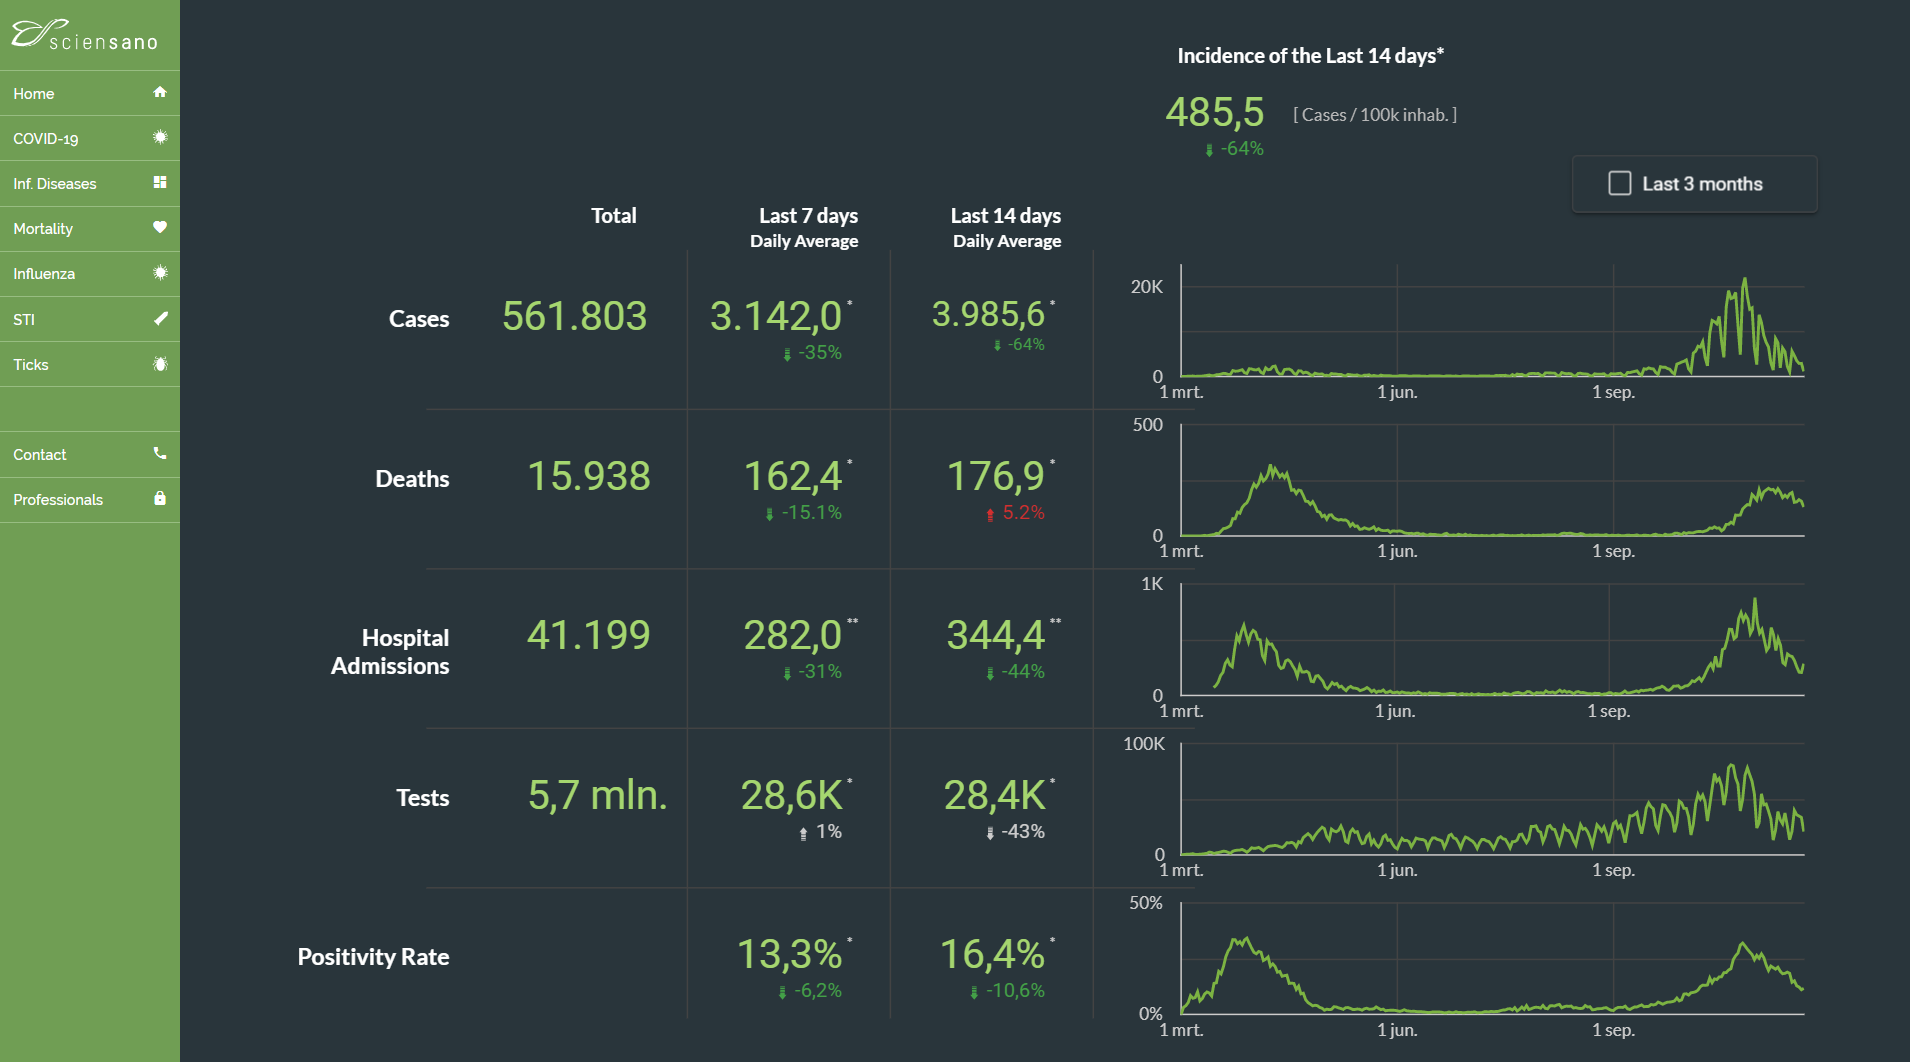 sciensano
Home
COVID-19
Inf. Diseases
Mortality
Influenza
STI
Ticks
Contact
Professionals
Incidence of the Last 14 days*
485,5 [ Cases / 100k inhab. ]
-64%
Last 3 months
Total Last 7 days Last 14 days
Daily Average Daily Average
Cases 561.803 3.142,0* 3.985,6*
-35% -64%
20K
0
1 mrt. 1 jun. 1 sep.
Deaths 15.938 162,4* 176,9*
-15.1% 5.2%
500
0
1 mrt. 1 jun. 1 sep.
Hospital
Admissions
41.199 282,0** 344,4**
-31% -44%
1K
0
1 mrt. 1 jun. 1 sep.
Tests 5,7 mln. 28,6K* 28,4K*
1% -43%
100K
0
1 mrt. 1 jun. 1 sep.
Positivity Rate 13,3%* 16,4%*
-6,2% -10,6%
50%
0%
1 mrt. 1 jun. 1 sep.